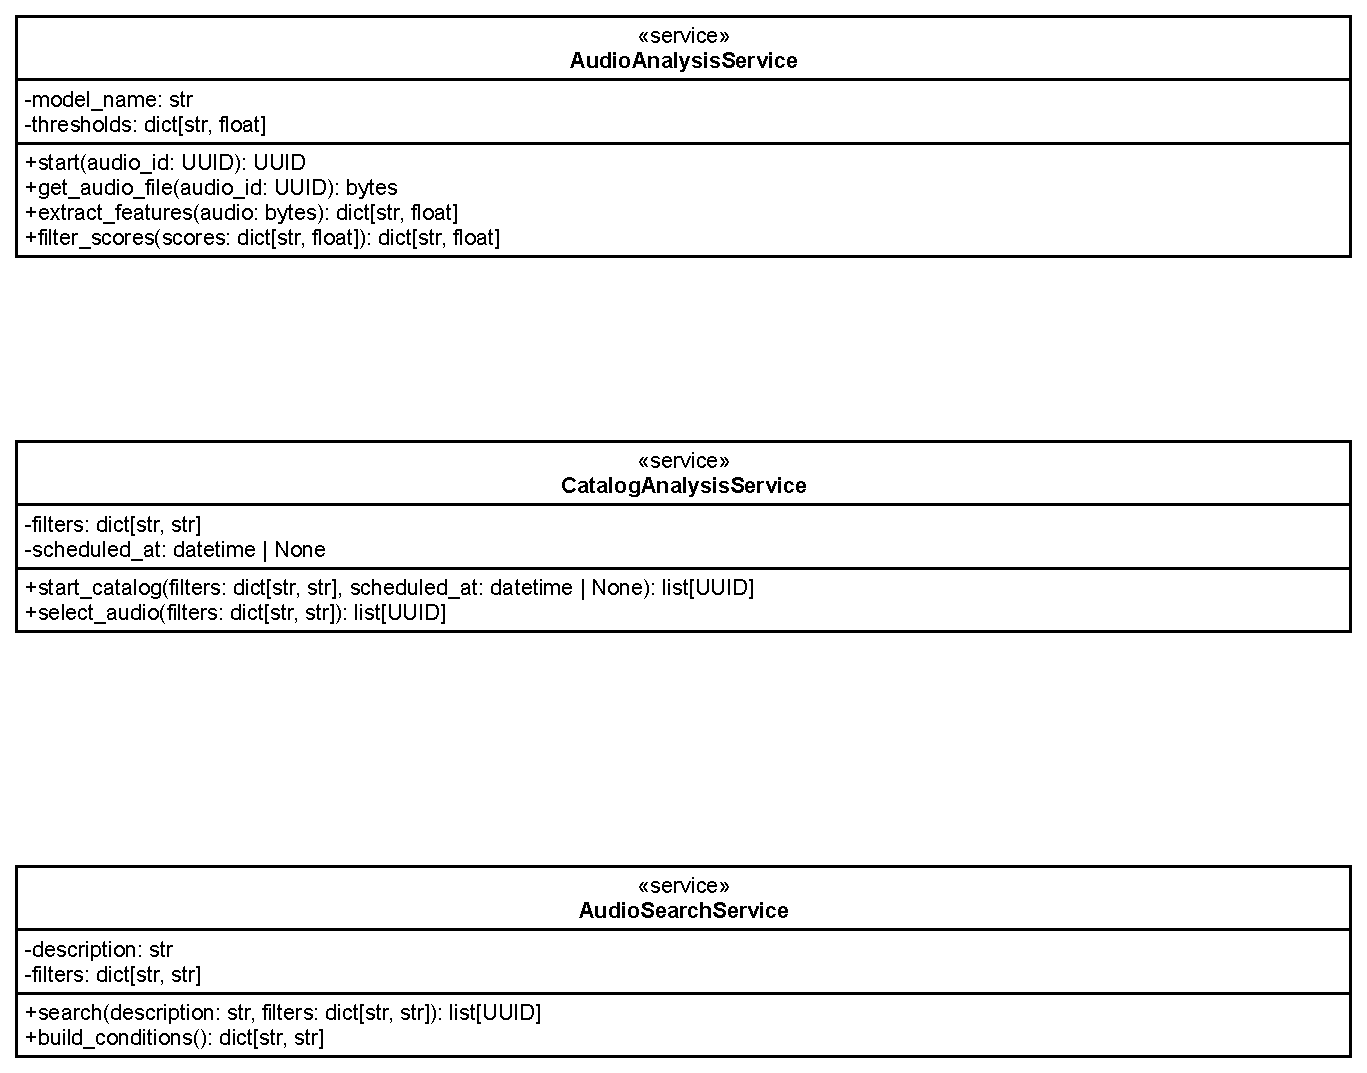 «service»
AudioAnalysisService
-model_name: str
-thresholds: dict[str, float]
+start(audio_id: UUID): UUID
+get_audio_file(audio_id: UUID): bytes
+extract_features(audio: bytes): dict[str, float]
+filter_scores(scores: dict[str, float]): dict[str, float]
«service»
CatalogAnalysisService
-filters: dict[str, str]
-scheduled_at: datetime | None
+start_catalog(filters: dict[str, str], scheduled_at: datetime | None): list[UUID]
+select_audio(filters: dict[str, str]): list[UUID]
«service»
AudioSearchService
-description: str
-filters: dict[str, str]
+search(description: str, filters: dict[str, str]): list[UUID]
+build_conditions(): dict[str, str]